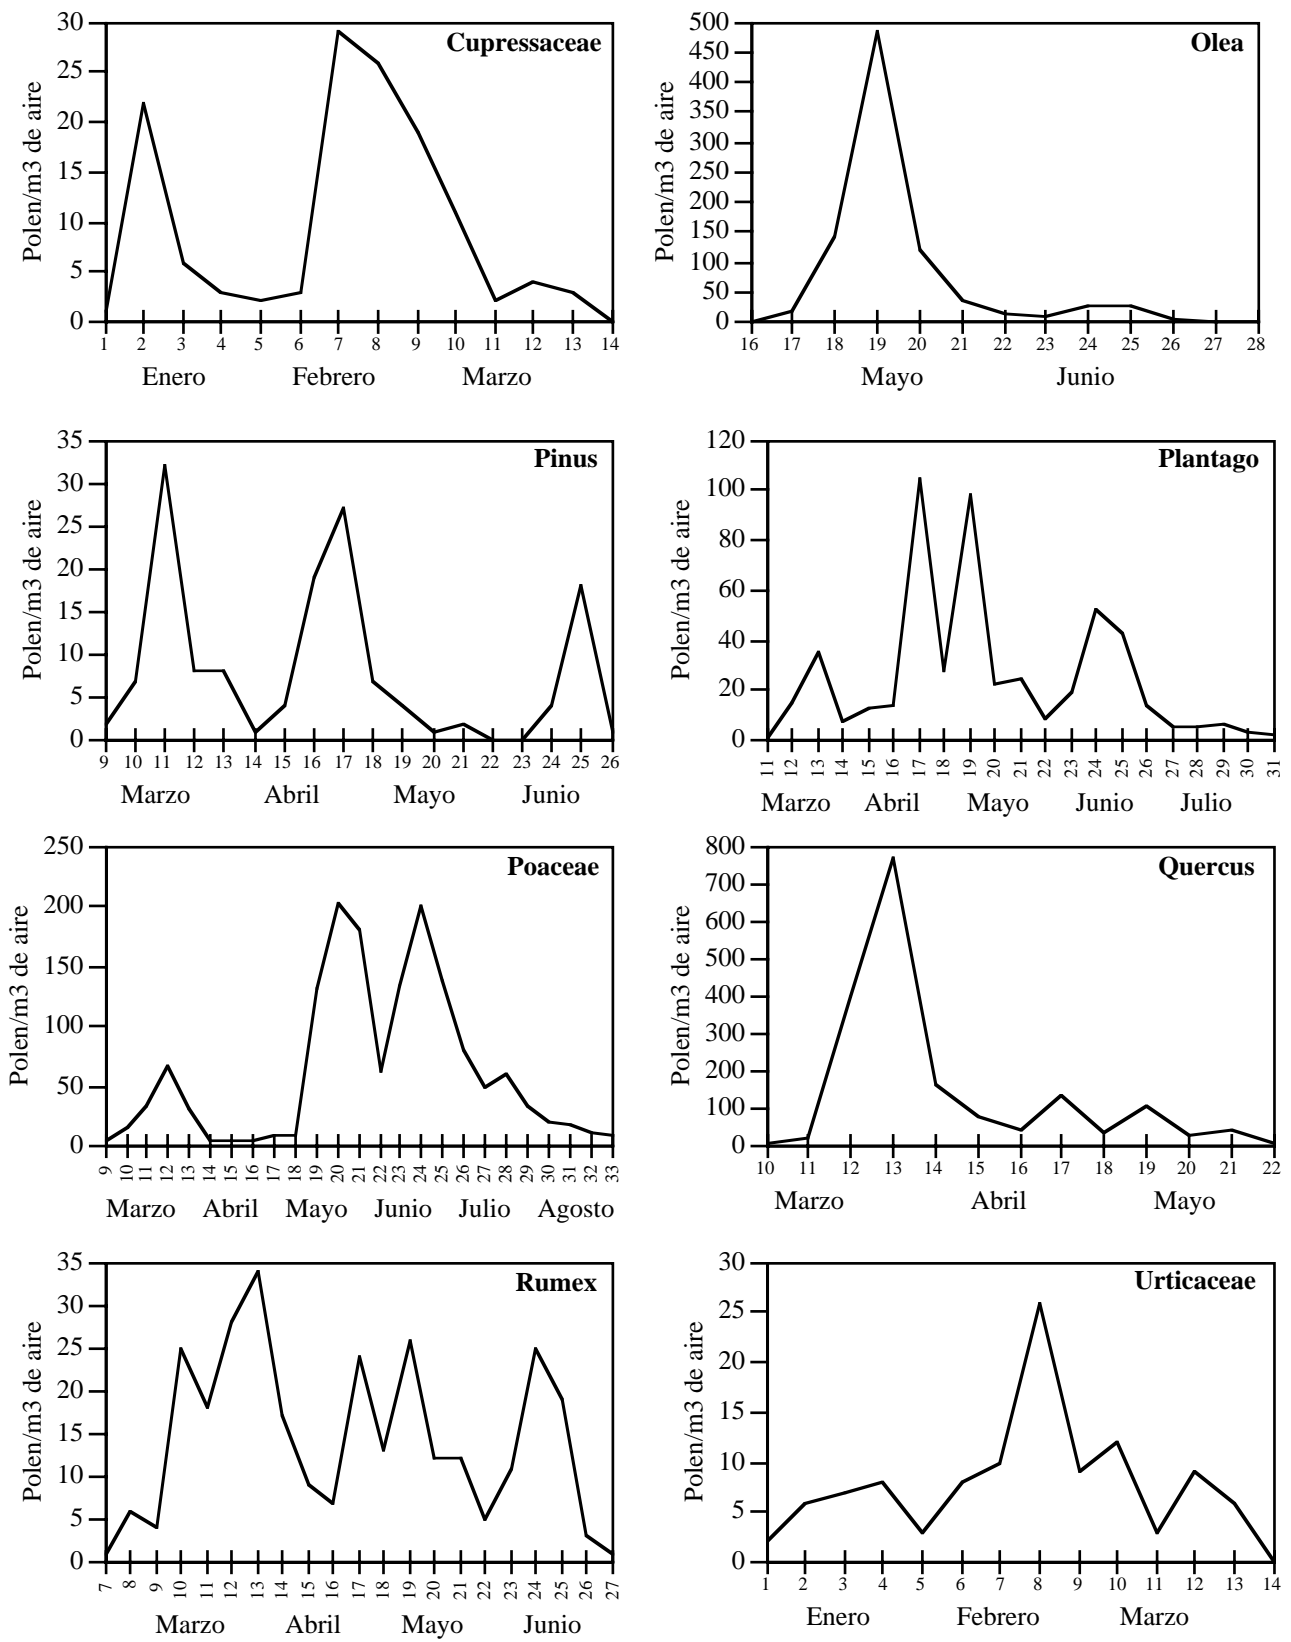 Cupressaceae
Polen/m3 de aire
30
25
20
15
10
5
0
1 2 3 4 5 6 7 8 9 10 11 12 13 14
Enero Febrero Marzo
Olea
Polen/m3 de aire
500
450
400
350
300
250
200
150
100
50
0
16 17 18 19 20 21 22 23 24 25 26 27 28
Mayo Junio
Pinus
Polen/m3 de aire
35
30
25
20
15
10
5
0
9 10 11 12 13 14 15 16 17 18 19 20 21 22 23 24 25 26
Marzo Abril Mayo Junio
Plantago
Polen/m3 de aire
120
100
80
60
40
20
0
11 12 13 14 15 16 17 18 19 20 21 22 23 24 25 26 27 28 29 30 31
Marzo Abril Mayo Junio Julio
Poaceae
Polen/m3 de aire
250
200
150
100
50
0
9 10 11 12 13 14 15 16 17 18 19 20 21 22 23 24 25 26 27 28 29 30 31 32 33
Marzo Abril Mayo Junio Julio Agosto
Quercus
Polen/m3 de aire
800
700
600
500
400
300
200
100
0
10 11 12 13 14 15 16 17 18 19 20 21 22
Marzo Abril Mayo
Rumex
Polen/m3 de aire
35
30
25
20
15
10
5
0
7 8 9 10 11 12 13 14 15 16 17 18 19 20 21 22 23 24 25 26 27
Marzo Abril Mayo Junio
Urticaceae
Polen/m3 de aire
30
25
20
15
10
5
0
1 2 3 4 5 6 7 8 9 10 11 12 13 14
Enero Febrero Marzo